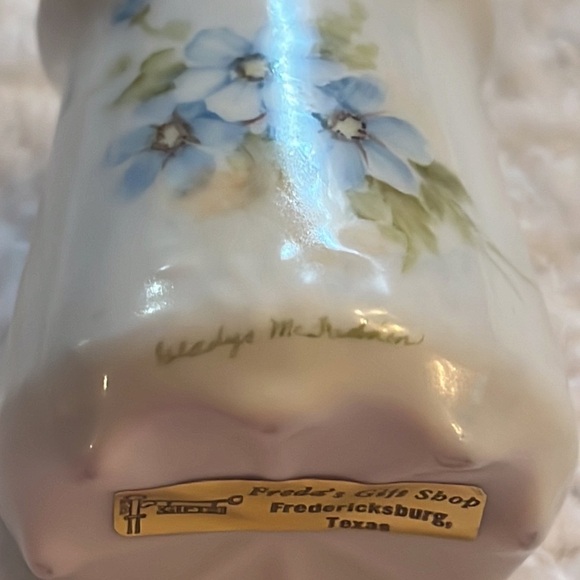 Gladys
Freda's Gift Shop
Fredericksburg,
Texas